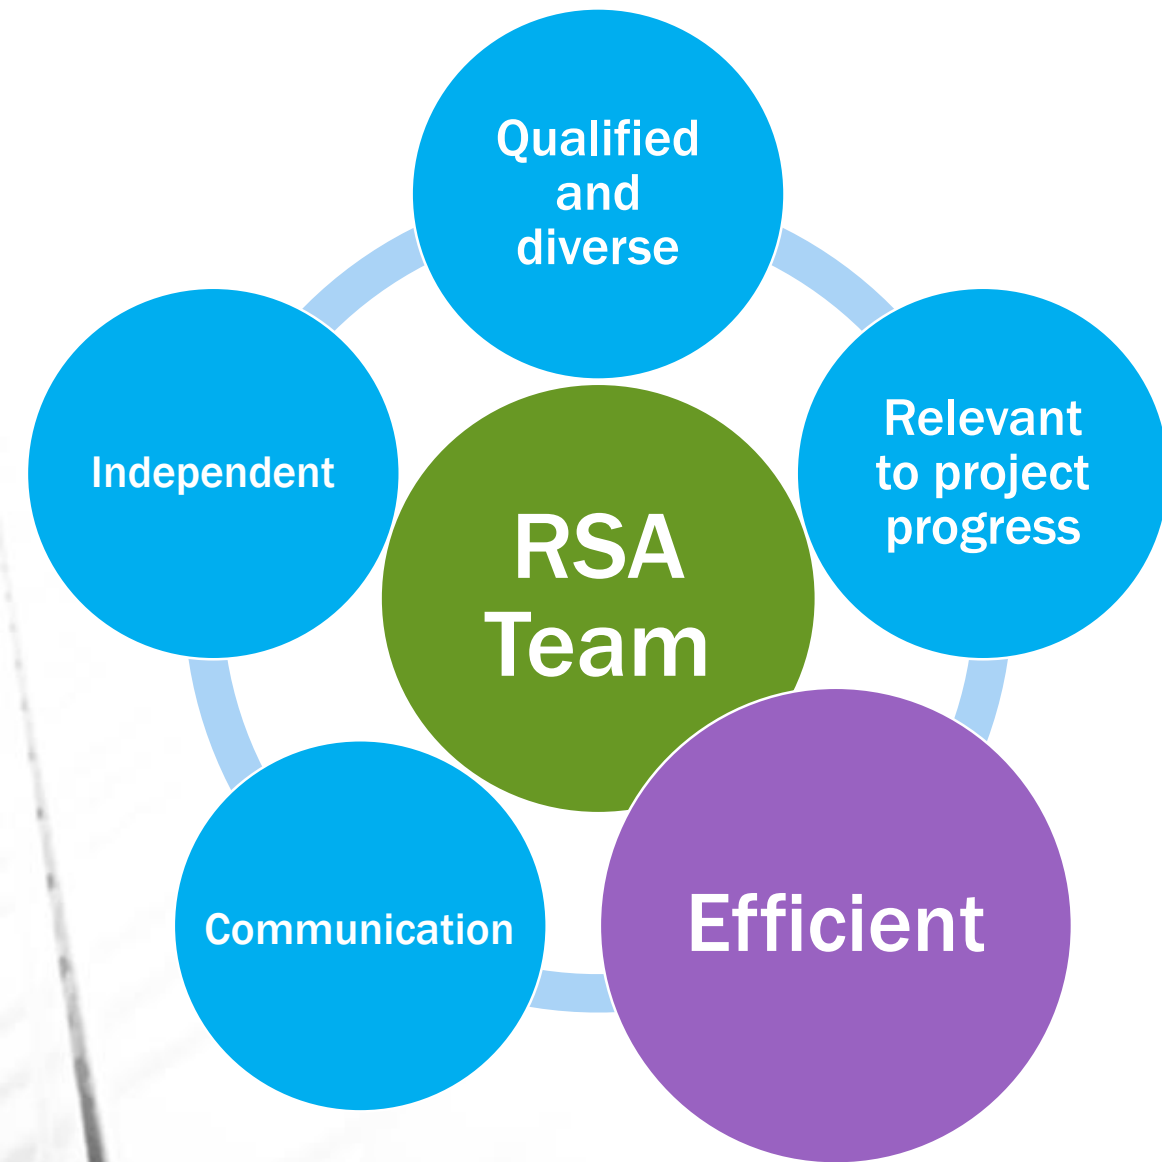 Qualified
and
diverse
Relevant
to project
progress
Efficient
Communication
Independent
RSA
Team